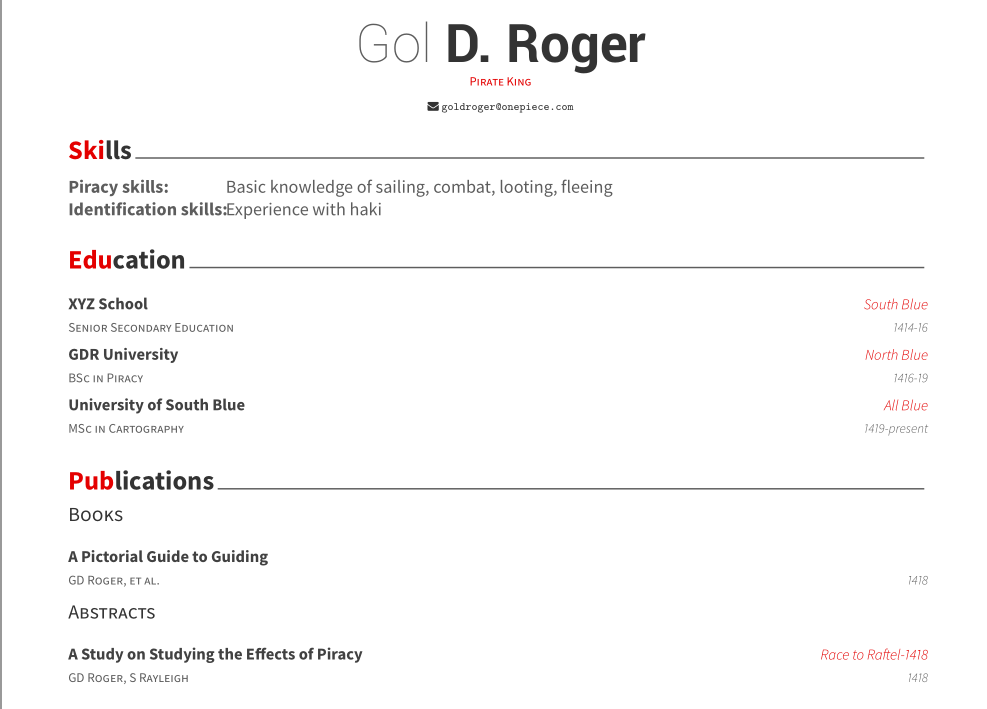 Gol D. Roger
Pirate King
goldroger@onepiece.com
Skills
Piracy skills: Basic knowledge of sailing, combat, looting, fleeing
Identification skills: Experience with haki
Education
XYZ School South Blue
Senior Secondary Education 1414-16
GDR University North Blue
BSc in Piracy 1416-19
University of South Blue All Blue
MSc in Cartography 1419-present
Publications
Books
A Pictorial Guide to Guiding
GD Roger, et al. 1418
Abstracts
A Study on Studying the Effects of Piracy Race to Raftel-1418
GD Roger, S Rayleigh 1418